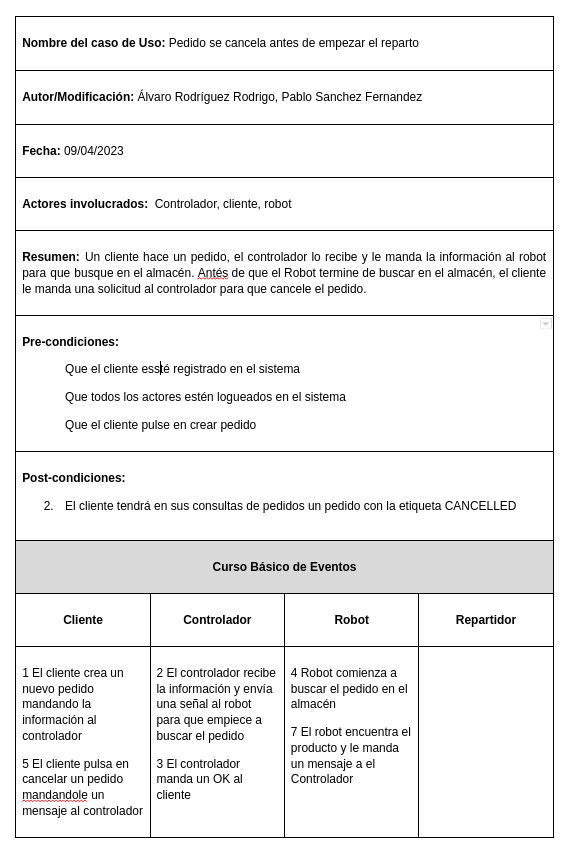 Nombre del caso de Uso: Pedido se cancela antes de empezar el reparto
Autor/Modificación: Álvaro Rodríguez Rodrigo, Pablo Sanchez Fernandez
Fecha: 09/04/2023
Actores involucrados: Controlador, cliente, robot
Resumen: Un cliente hace un pedido, el controlador lo recibe y le manda la información al robot
para que busque en el almacén. Antés de que el Robot termine de buscar en el almacén, el cliente
le manda una solicitud al controlador para que cancele el pedido.
Pre-condiciones:
Que el cliente essté registrado en el sistema
Que todos los actores estén logueados en el sistema
Que el cliente pulse en crear pedido
Post-condiciones:
2. El cliente tendrá en sus consultas de pedidos un pedido con la etiqueta CANCELLED
Curso Básico de Eventos
Cliente
Controlador
Robot
Repartidor
1 El cliente crea un
nuevo pedido
mandando la
información al
controlador
5 El cliente pulsa en
cancelar un pedido
mandandole un
mensaje al controlador
2 El controlador recibe
la información y envía
una señal al robot
para que empiece a
buscar el pedido
3 El controlador
manda un OK al
cliente
4 Robot comienza a
buscar el pedido en el
almacén
7 El robot encuentra el
producto y le manda
un mensaje a el
Controlador